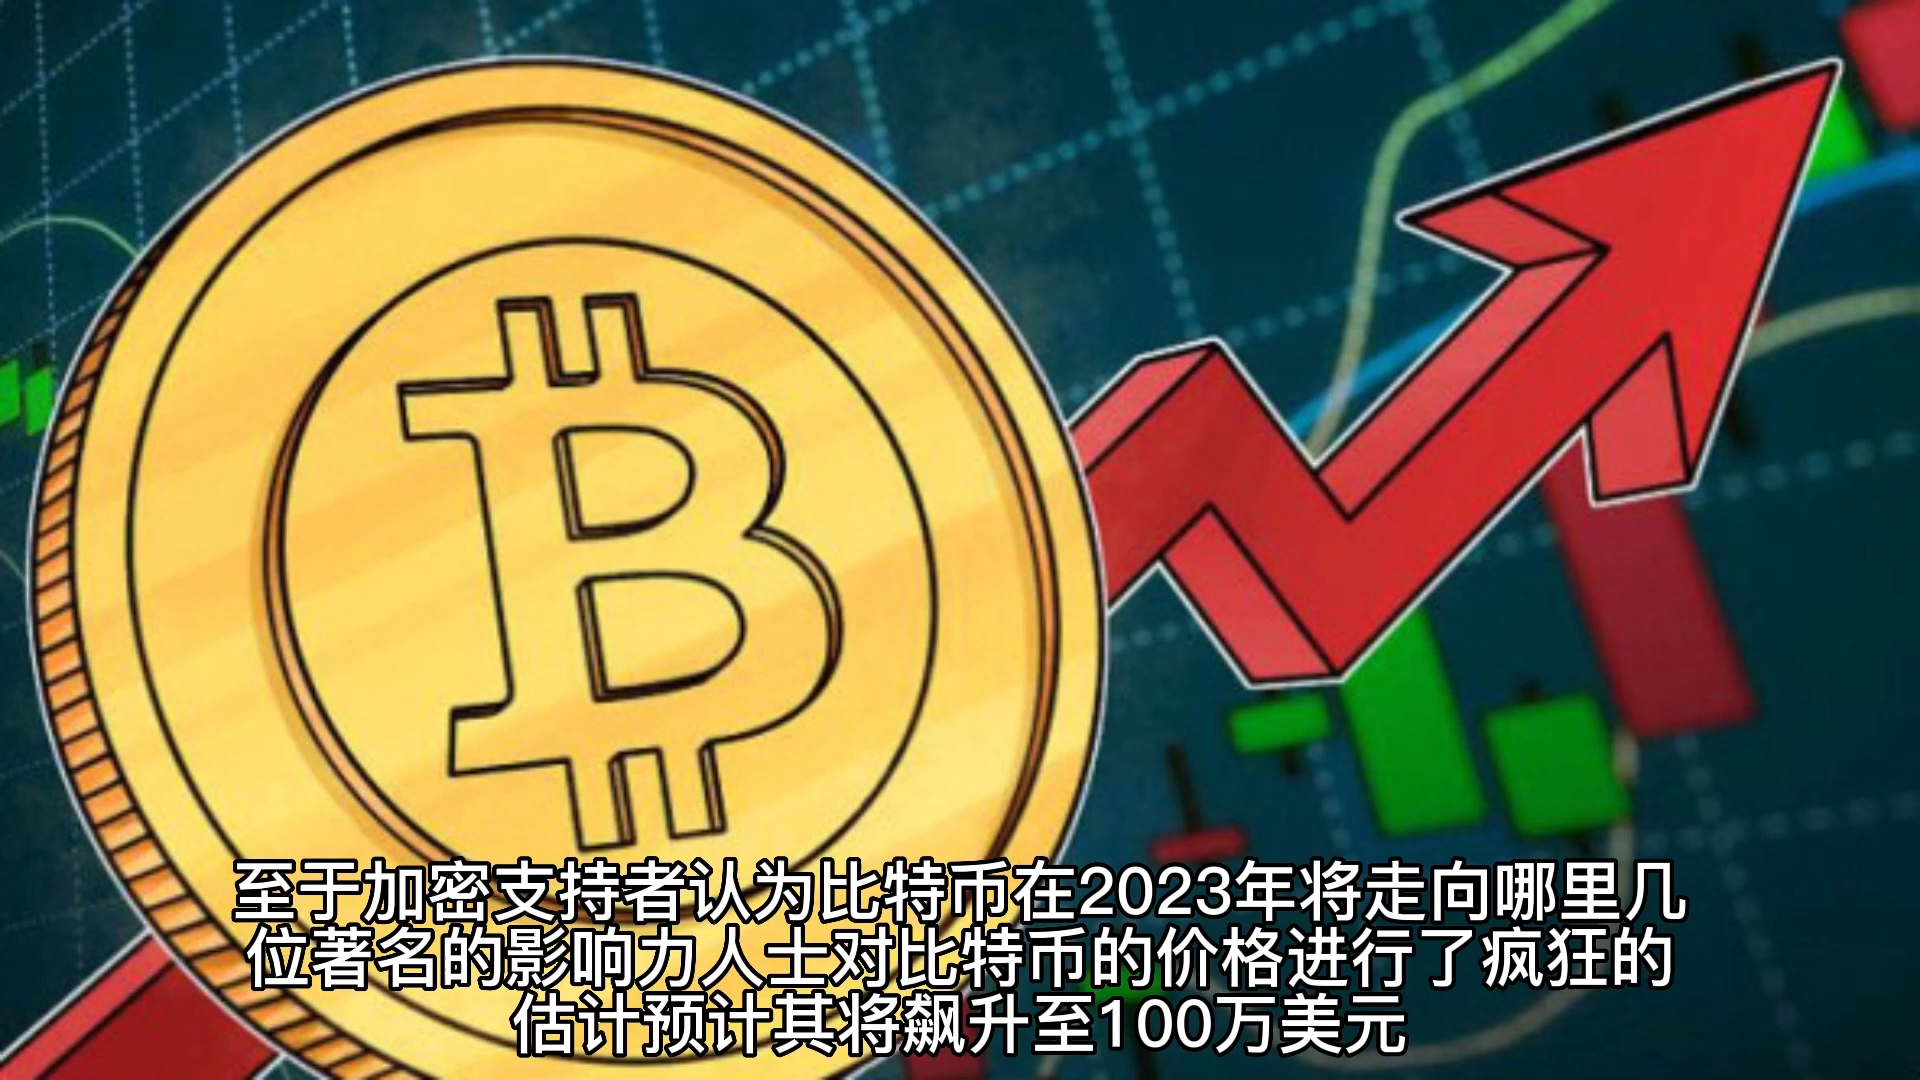 至于加密支持者认为比特币在2023年将走向哪里几
位著名的影响力人士对比特币的价格进行了疯狂的
估计预计其将飙升至100万美元